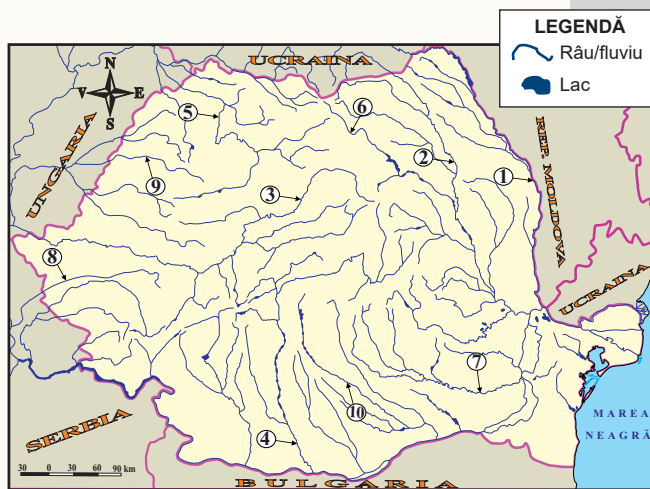 LEGENDĂ
Râu/fluviu
Lac
UCRAINA
N
V E
S
UNGARIA
REP. MOLDOVA
5
6
2
1
9
3
8
UCRAINA
7
10
4
MAREA
NEAGRĂ
SERBIA
BULGARIA
30 0 30 60 90 km